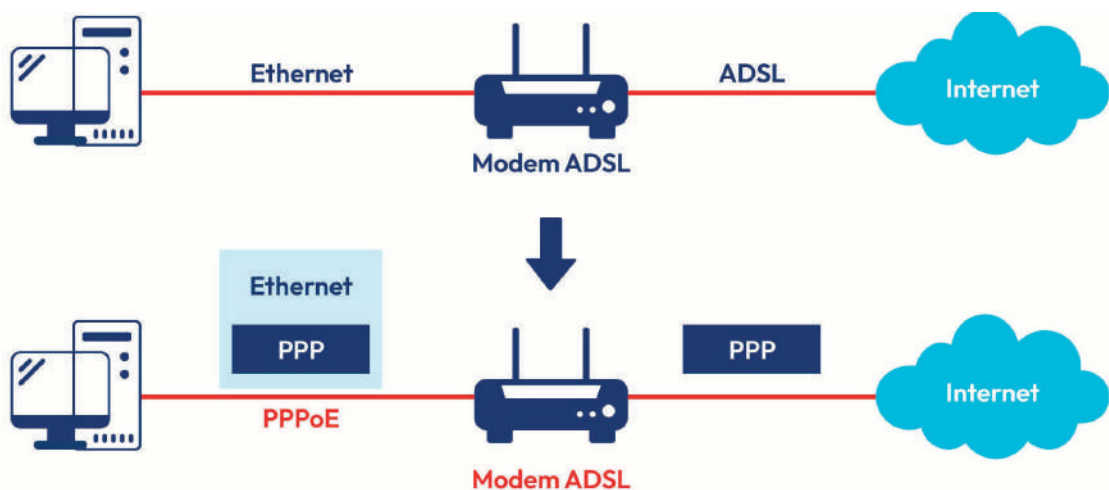 Ethernet
ADSL
Internet
Modem ADSL
Ethernet
PPP
PPP
Internet
PPPoE
Modem ADSL